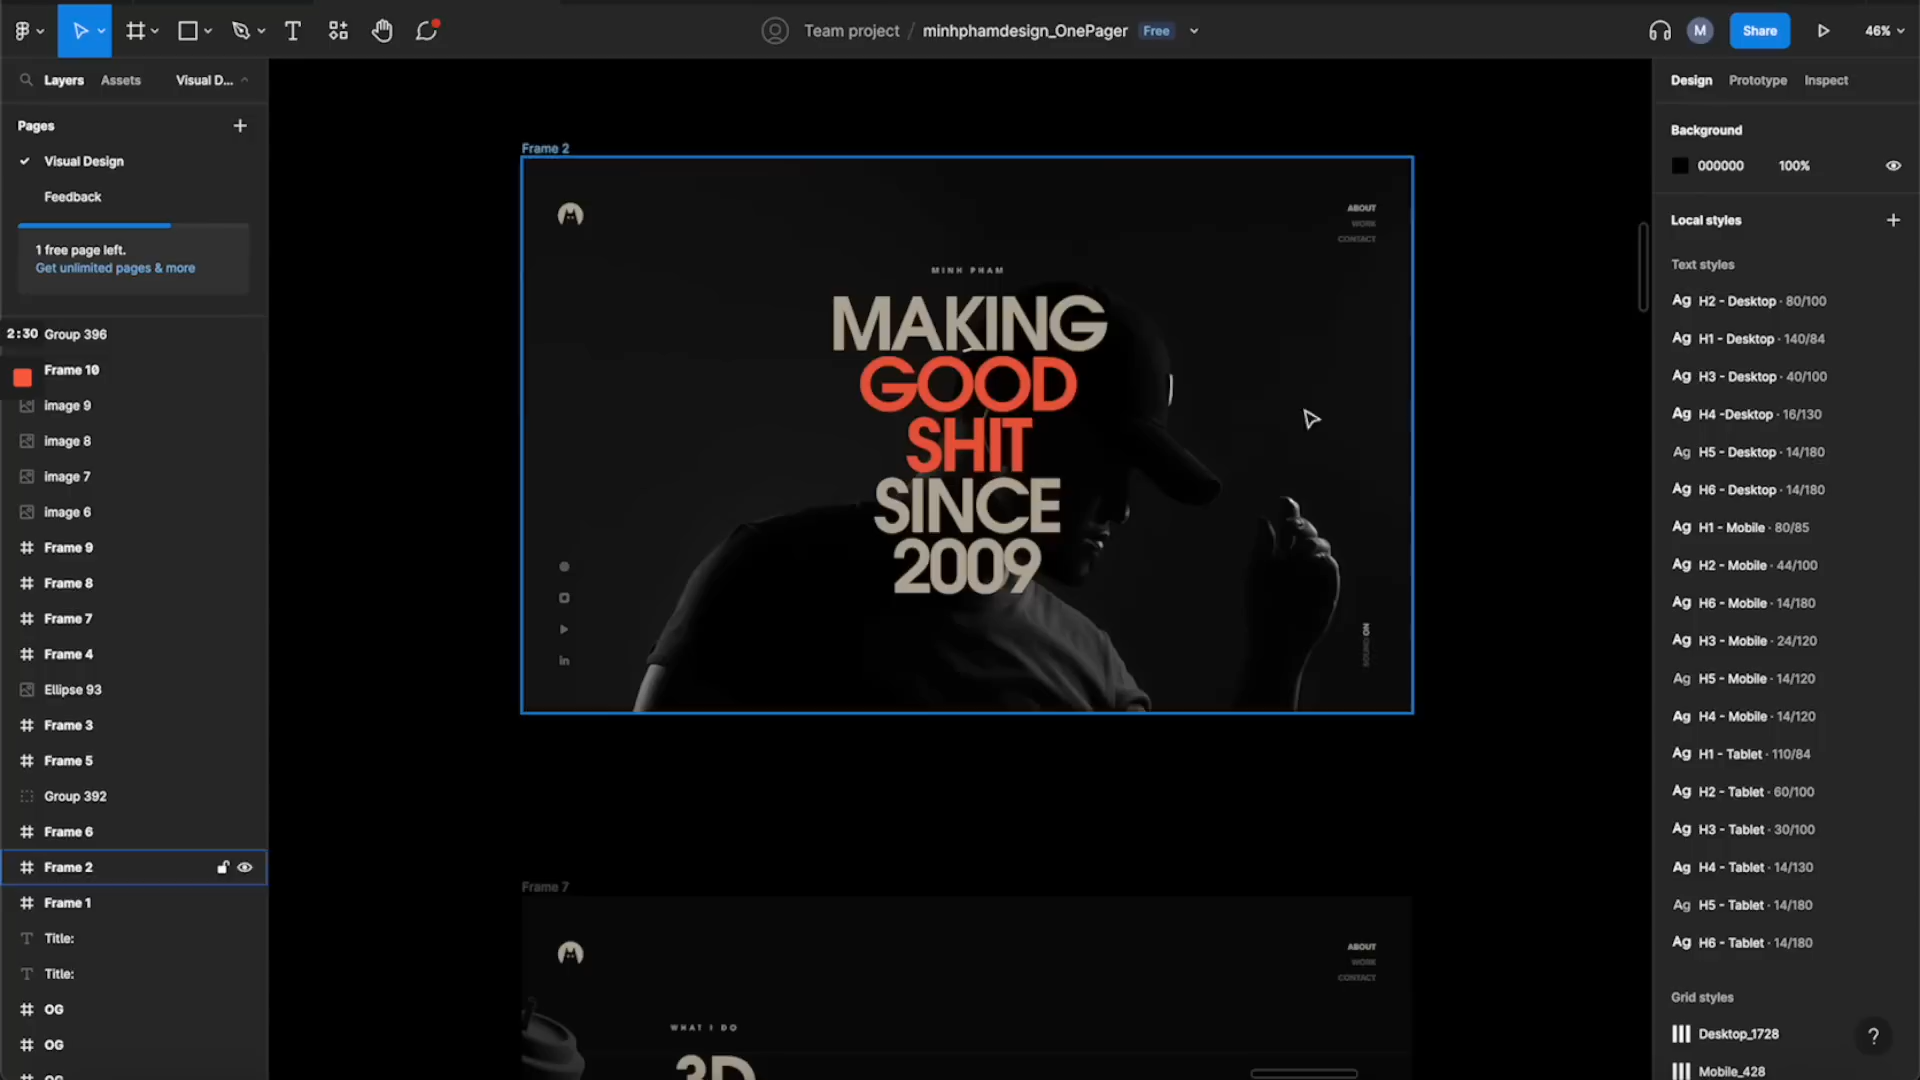 Team project / minhphamdesign_OnePager Free
M
Share
46%
Layers Assets Visual D...
Pages
Visual Design
Feedback
1 free page left.
Get unlimited pages & more
2:30 Group 396
Frame 10
image 9
image 8
image 7
image 6
Frame 9
Frame 8
Frame 7
Frame 4
Ellipse 93
Frame 3
Frame 5
Group 392
Frame 6
Frame 2
Frame 1
Title:
Title:
OG
OG
OG
Frame 2
ABOUT
WORK
CONTACT
MINH PHAM
MAKING
GOOD
SHIT
SINCE
2009
in
SOUND ON
Frame 7
ABOUT
WORK
CONTACT
WHAT I DO
3D
Design Prototype Inspect
Background
000000 100%
Local styles
Text styles
Ag H2 - Desktop · 80/100
Ag H1 - Desktop · 140/84
Ag H3 - Desktop · 40/100
Ag H4 -Desktop · 16/130
Ag H5 - Desktop · 14/180
Ag H6 - Desktop · 14/180
Ag H1 - Mobile · 80/85
Ag H2 - Mobile · 44/100
Ag H6 - Mobile · 14/180
Ag H3 - Mobile · 24/120
Ag H5 - Mobile · 14/120
Ag H4 - Mobile · 14/120
Ag H1 - Tablet · 110/84
Ag H2 - Tablet · 60/100
Ag H3 - Tablet · 30/100
Ag H4 - Tablet · 14/130
Ag H5 - Tablet · 14/180
Ag H6 - Tablet · 14/180
Grid styles
Desktop_1728
Mobile_428
?